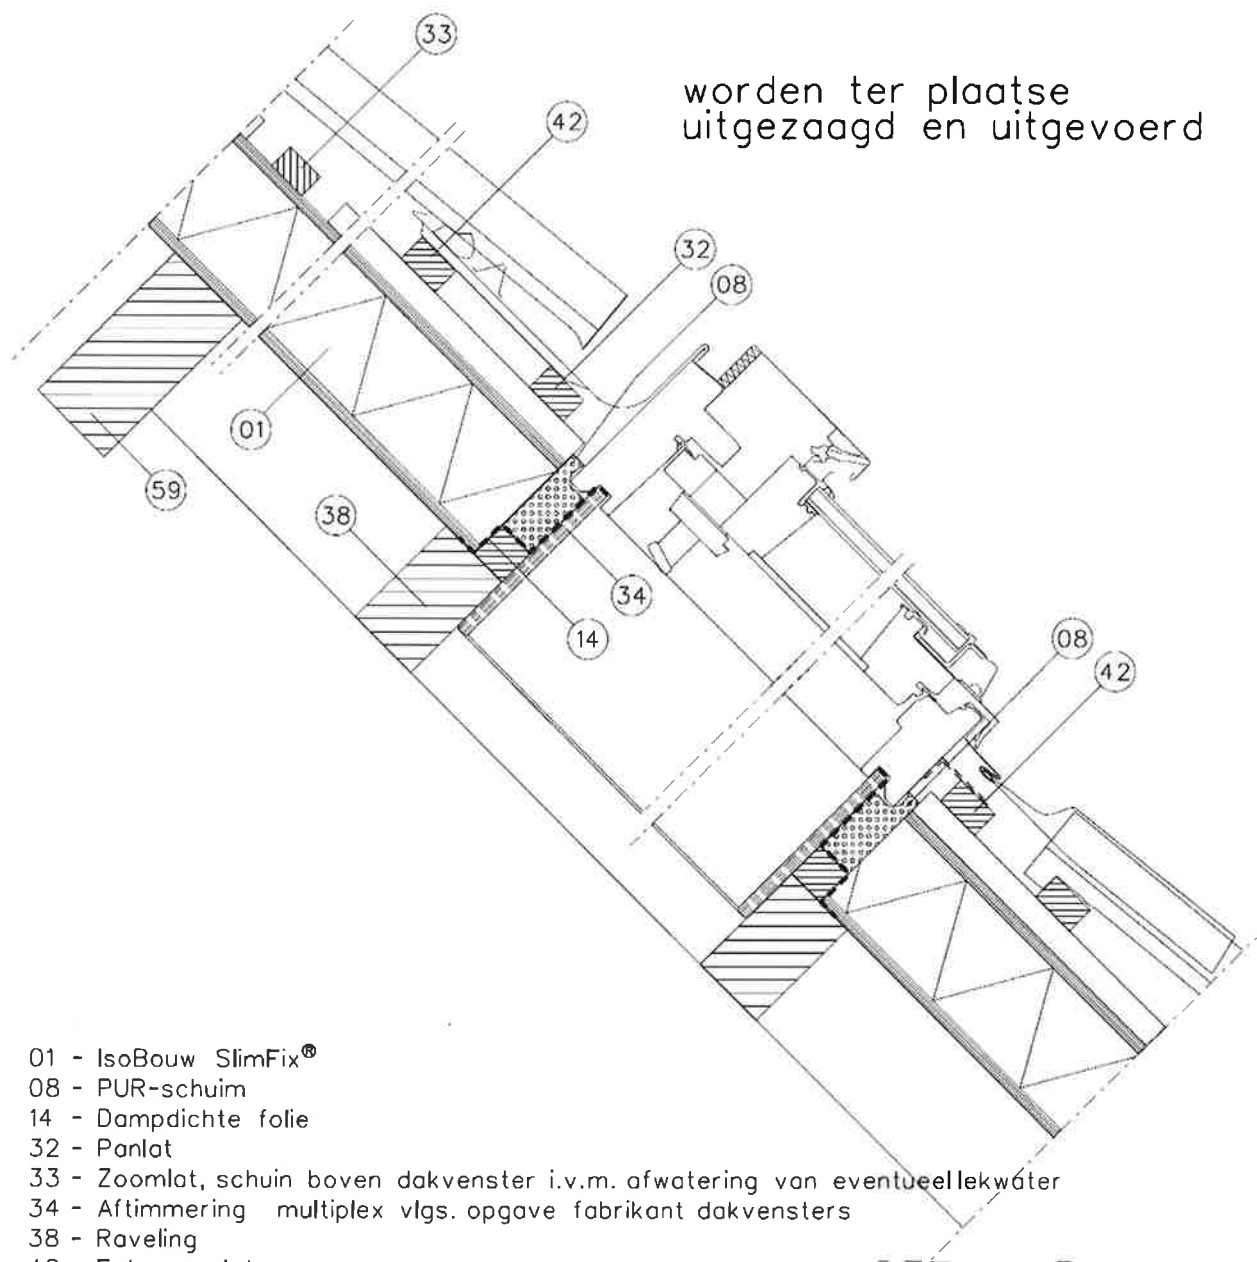 worden ter plaatse
uitgezaagd en uitgevoerd
33
42
32
08
01
59
38
34
14
08
42
01 - IsoBouw SlimFix®
08 - PUR-schuim
14 - Dampdichte folie
32 - Panlat
33 - Zoomlat, schuin boven dakvenster i.v.m. afwatering van eventueel lekwater
34 - Aftimmering multiplex vlgs. opgave fabrikant dakvensters
38 - Raveling